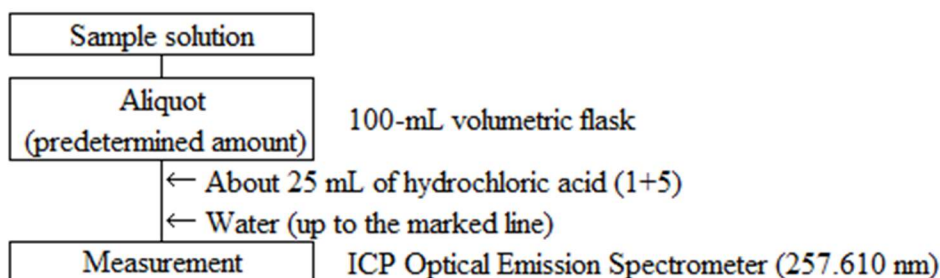 Sample solution
Aliquot
(predetermined amount)
100-mL volumetric flask
← About 25 mL of hydrochloric acid (1+5)
← Water (up to the marked line)
Measurement
ICP Optical Emission Spectrometer (257.610 nm)